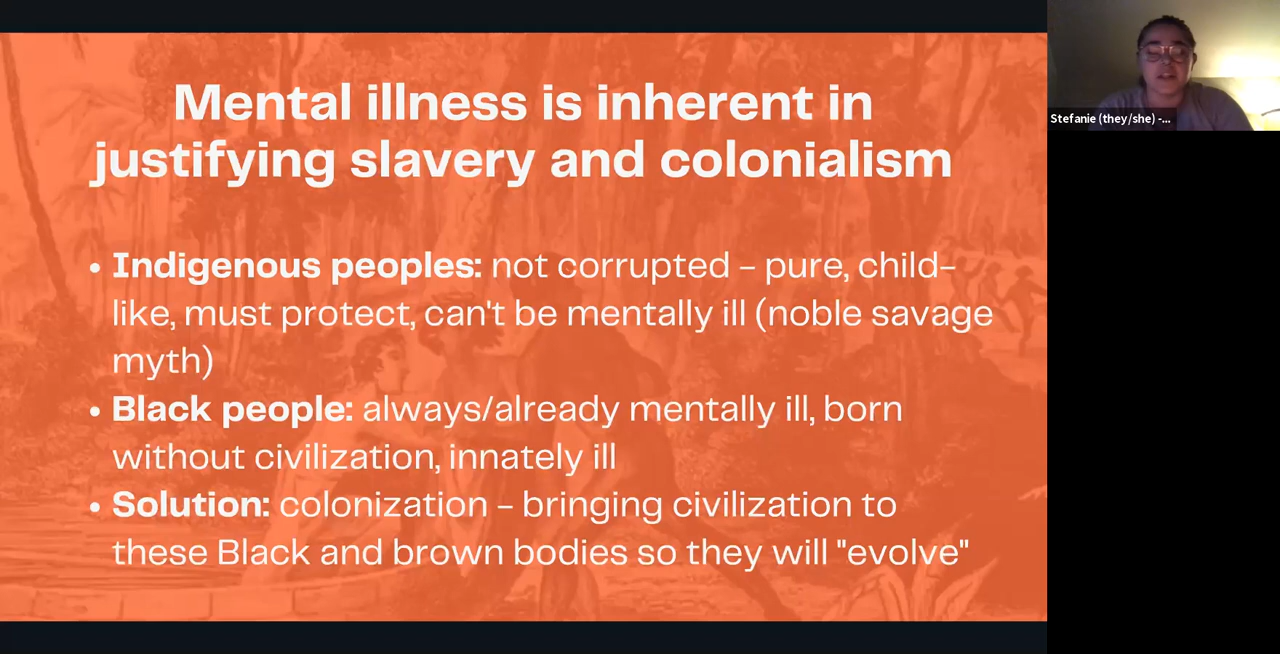 Mental illness is inherent in
justifying slavery and colonialism
• Indigenous peoples: not corrupted – pure, child-
like, must protect, can't be mentally ill (noble savage
myth)
• Black people: always/already mentally ill, born
without civilization, innately ill
• Solution: colonization – bringing civilization to
these Black and brown bodies so they will "evolve"
Stefanie (they/she) -...